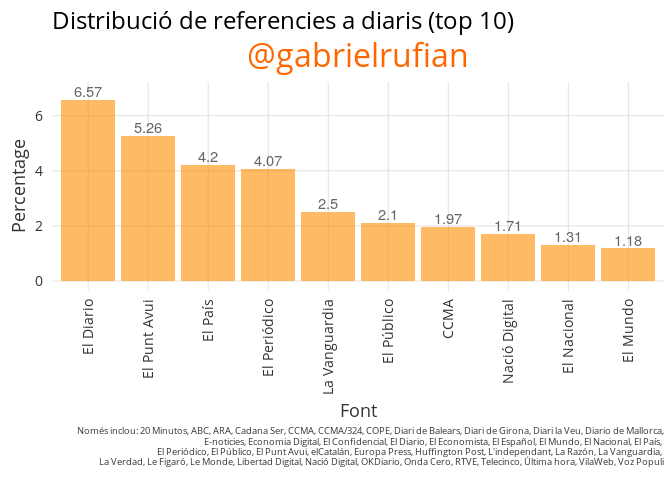 Distribució de referencies a diaris (top 10)
@gabrielrufian
Percentage
6
4
2
0
6.57
5.26
4.2
4.07
2.5
2.1
1.97
1.71
1.31
1.18
El Diario
El Punt Avui
El País
El Periódico
La Vanguardia
El Público
CCMA
Nació Digital
El Nacional
El Mundo
Font
Només inclou: 20 Minutos, ABC, ARA, Cadana Ser, CCMA, CCMA/324, COPE, Diari de Balears, Diari de Girona, Diari la Veu, Diario de Mallorca,
E-noticies, Economia Digital, El Confidencial, El Diario, El Economista, El Español, El Mundo, El Nacional, El País,
El Periódico, El Público, El Punt Avui, elCatalán, Europa Press, Huffington Post, L'independant, La Razón, La Vanguardia,
La Verdad, Le Figaró, Le Monde, Libertad Digital, Nació Digital, OKDiario, Onda Cero, RTVE, Telecinco, Última hora, VilaWeb, Voz Populi